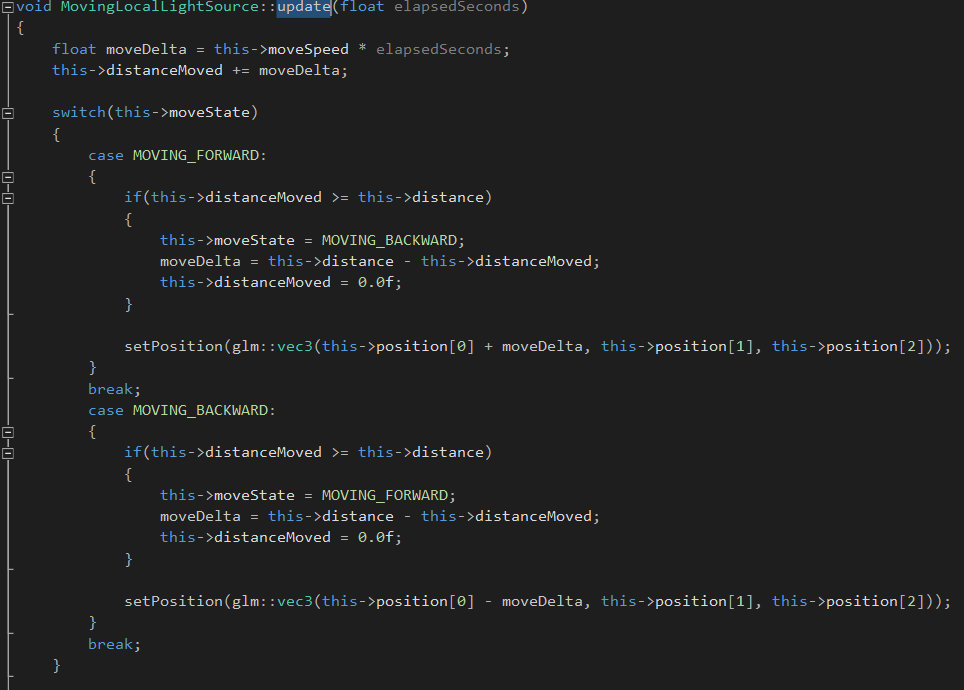 void MovingLocalLightSource::update(float elapsedSeconds)
{
    float moveDelta = this->moveSpeed * elapsedSeconds;
    this->distanceMoved += moveDelta;

    switch(this->moveState)
    {
        case MOVING_FORWARD:
        {
            if(this->distanceMoved >= this->distance)
            {
                this->moveState = MOVING_BACKWARD;
                moveDelta = this->distance - this->distanceMoved;
                this->distanceMoved = 0.0f;
            }

            setPosition(glm::vec3(this->position[0] + moveDelta, this->position[1], this->position[2]));
        }
        break;
        case MOVING_BACKWARD:
        {
            if(this->distanceMoved >= this->distance)
            {
                this->moveState = MOVING_FORWARD;
                moveDelta = this->distance - this->distanceMoved;
                this->distanceMoved = 0.0f;
            }

            setPosition(glm::vec3(this->position[0] - moveDelta, this->position[1], this->position[2]));
        }
        break;
    }